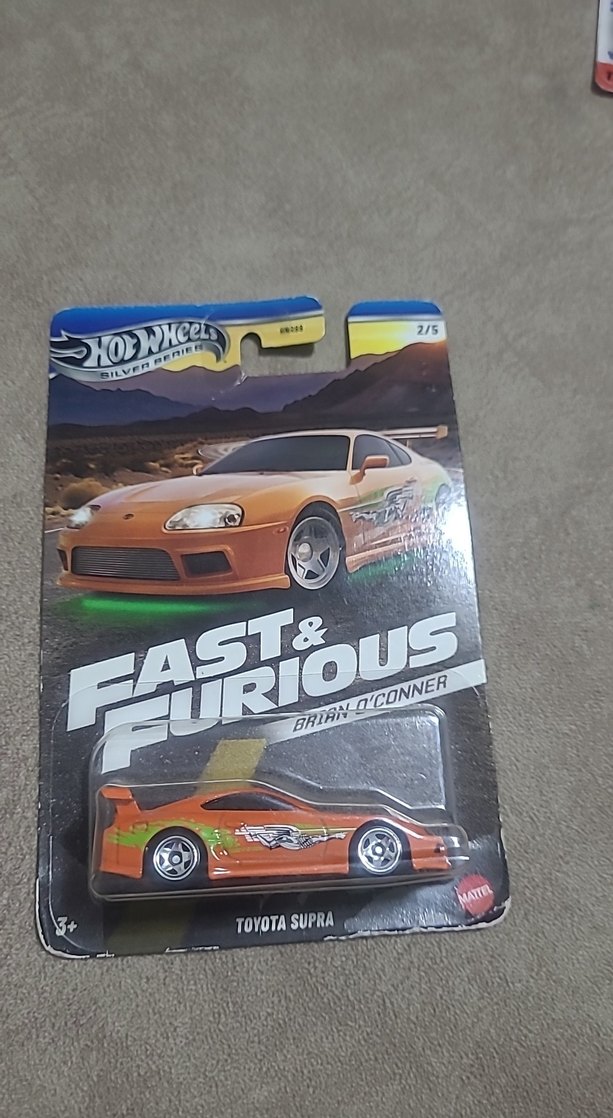 HOT WHEELS
SILVER SERIES
2/5
FAST &
FURIOUS
BRIAN O'CONNER
MATTEL
3+
TOYOTA SUPRA